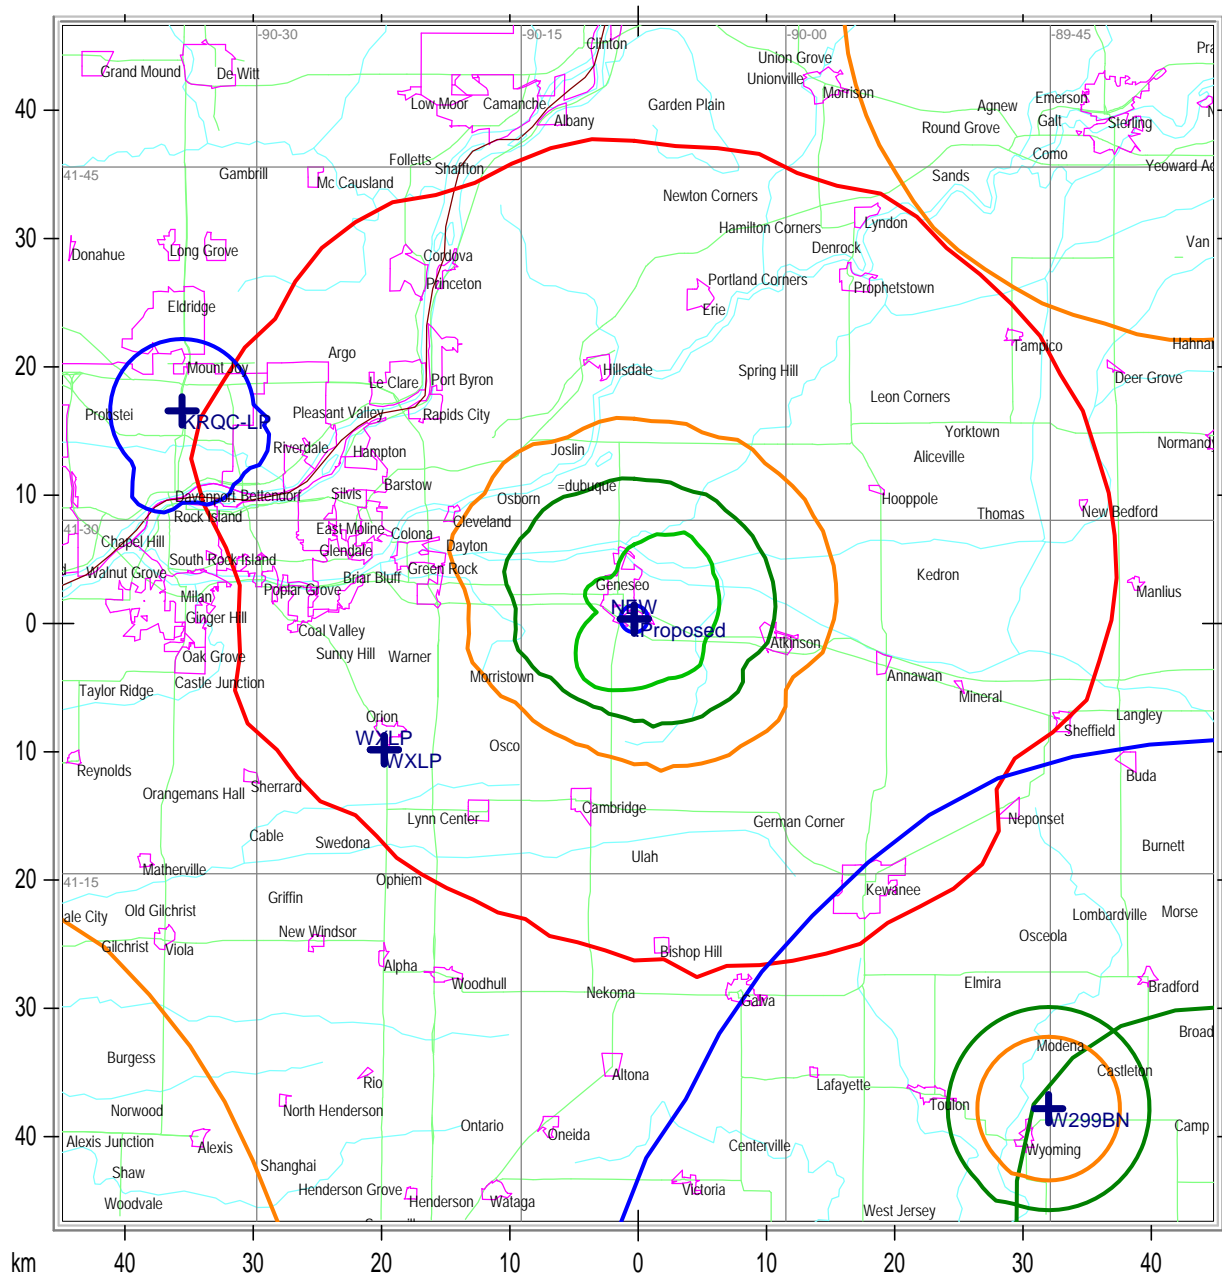 -90-30
-90-15
-90-00
-89-45
Clinton
Union Grove
Grand Mound
De Witt
Unionville
Morrison
40
Low Moor
Camanche
Garden Plain
Agnew
Emerson
Albany
Round Grove
Galt
Sterling
Folletts
Shaffton
Como
Yeoward Ac
41-45
Gambrill
Mc Causland
Sands
Newton Corners
Hamilton Corners
Lyndon
30
Donahue
Long Grove
Cordova
Denrock
Van
Princeton
Portland Corners
Prophetstown
Eldridge
Erie
Argo
Tampico
Hahna
20
Mount Joy
Le Clare
Port Byron
Hillsdale
Spring Hill
Deer Grove
Probstei
KRQC-LP
Pleasant Valley
Rapids City
Leon Corners
Riverdale
Hampton
Joslin
Yorktown
Normand
Aliceville
10
Davenport
Bettendorf
Silvis
Barstow
Osborn
=dubuque
Hooppole
Rock Island
41-30
East Moline
Colona
Cleveland
Thomas
New Bedford
Chapel Hill
Glendale
Dayton
South Rock Island
Green Rock
Walnut Grove
Briar Bluff
Geneseo
Kedron
Milan
Poplar Grove
Manlius
0
Ginger Hill
Coal Valley
NEW
Proposed
Atkinson
Oak Grove
Sunny Hill
Warner
Taylor Ridge
Castle Junction
Morristown
Annawan
Mineral
Orion
Langley
Sheffield
10
WXLP
WXLP
Osco
Reynolds
Orangemans Hall
Sherrard
Buda
Lynn Center
Cambridge
German Corner
Neponset
Cable
Swedona
Burnett
Matherville
Ulah
20
41-15
Ophiem
Kewanee
Griffin
ale City
Old Gilchrist
Lombardville
Morse
Gilchrist
Viola
New Windsor
Bishop Hill
Osceola
Alpha
Woodhull
Nekoma
Galva
Elmira
Bradford
30
Burgess
Modena
Broad
Rio
Altona
Lafayette
Castleton
Norwood
North Henderson
Toulon
W299BN
40
Alexis Junction
Alexis
Ontario
Oneida
Centerville
Wyoming
Camp
Shaw
Shanghai
Woodvale
Henderson Grove
Henderson
Wataga
Victoria
West Jersey
km
40
30
20
10
0
10
20
30
40